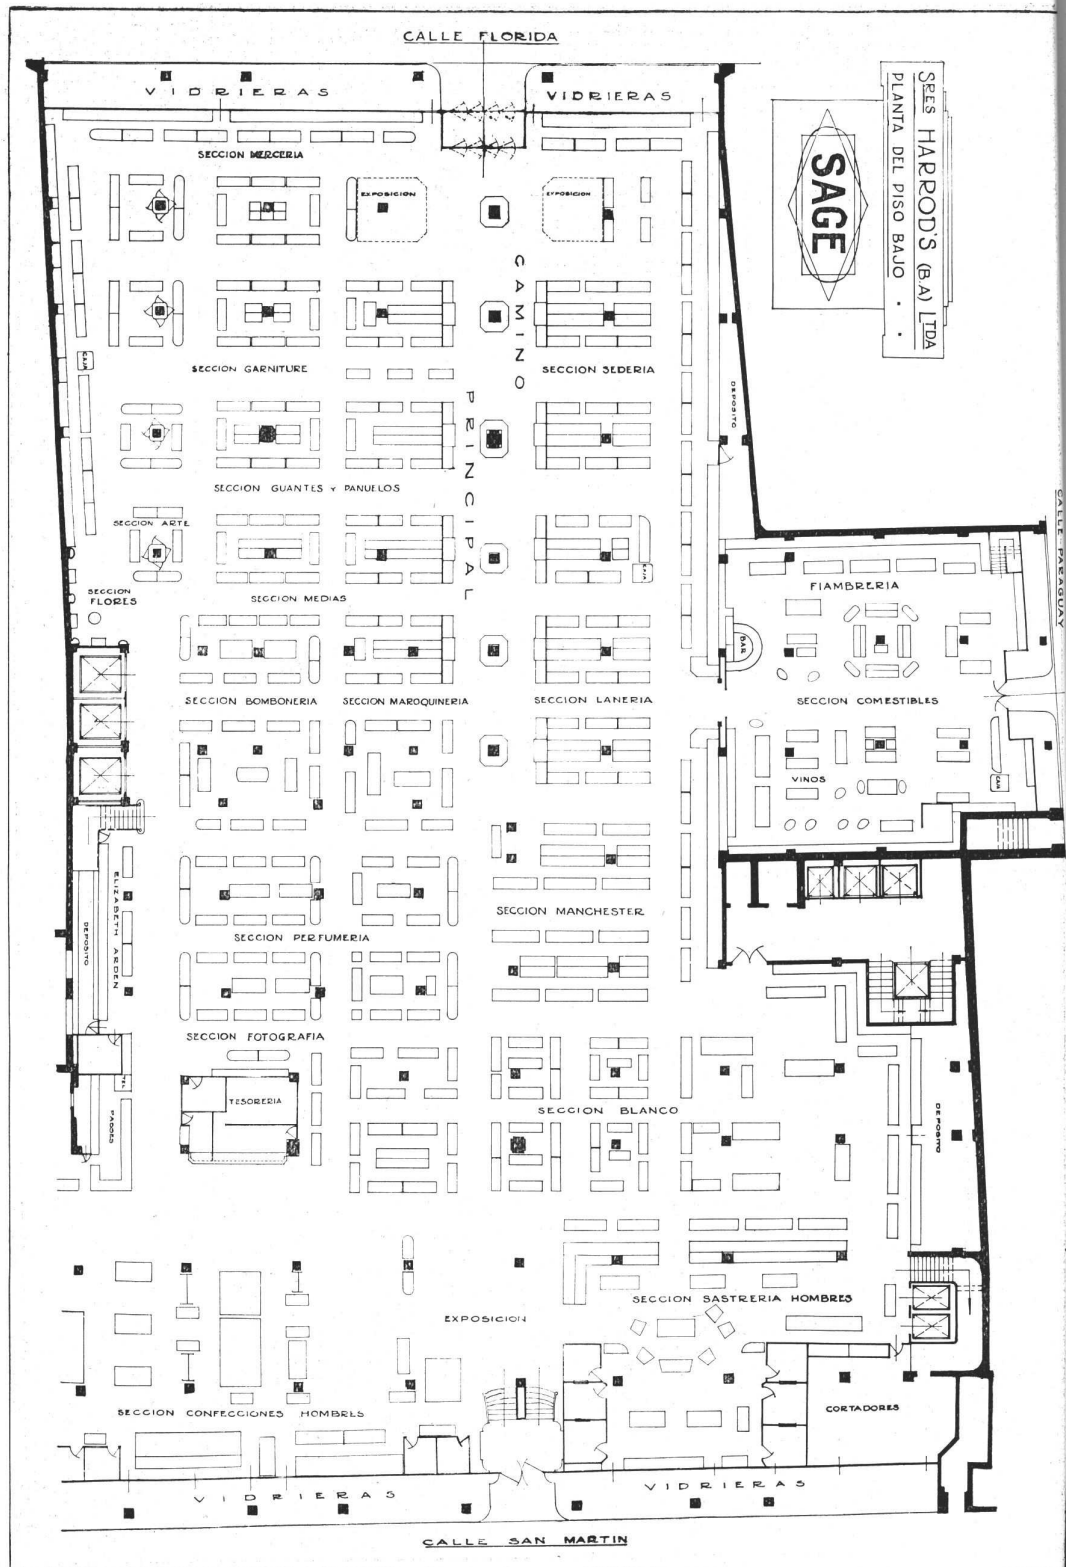 CALLE FLORIDA
VIDRIERAS
VIDRIERAS
SRES HARROD'S (B.A) LTDA
PLANTA DEL PISO BAJO
SAGE
SECCION MERCERIA
EXPOSICION
EXPOSICION
CAMINO PRINCIPAL
CAJA
SECCION GARNITURE
SECCION SEDERIA
DEPOSITO
SECCION GUANTES Y PANUELOS
CALLE PARAGUAY
SECCION ARTE
CAJA
FIAMBRERIA
SECCION FLORES
SECCION MEDIAS
BAR
SECCION BOMBONERIA
SECCION MAROQUINERIA
SECCION LANERIA
SECCION COMESTIBLES
VINOS
CAJA
ELIZABETH ARDEN
DEPOSITO
SECCION MANCHESTER
SECCION PERFUMERIA
SECCION FOTOGRAFIA
TEL
TESORERIA
SECCION BLANCO
DEPOSITO
SECCION SASTRERIA HOMBRES
EXPOSICION
SECCION CONFECCIONES HOMBRES
CORTADORES
VIDRIERAS
VIDRIERAS
CALLE SAN MARTIN